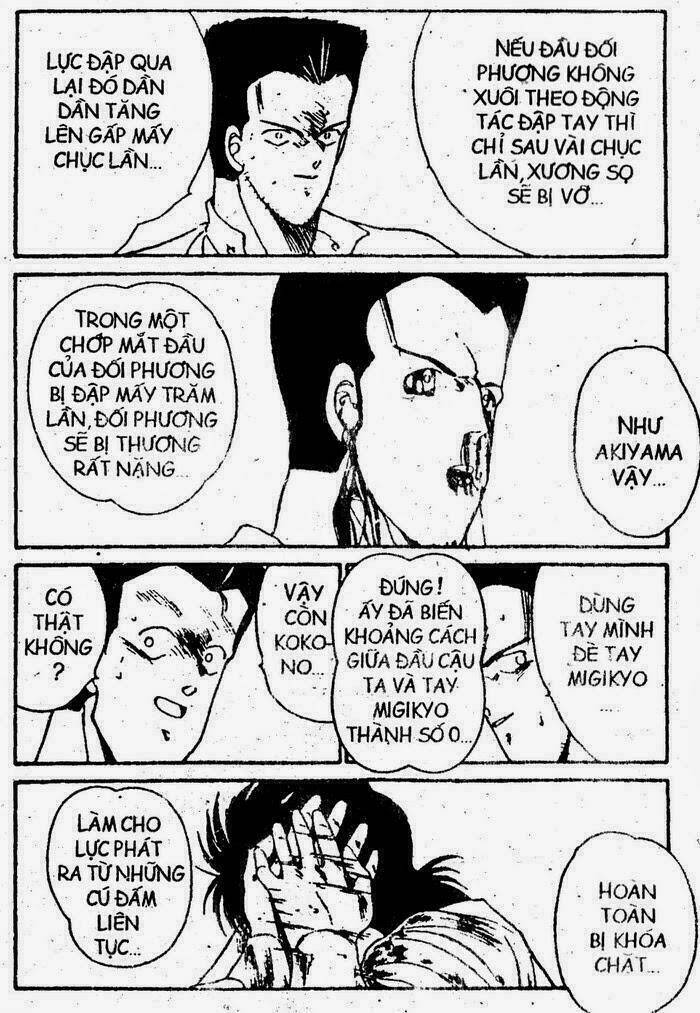 LỰC ĐẬP QUA
LẠI ĐÓ DẦN
DẦN TĂNG
LÊN GẤP MẤY
CHỤC LẦN...
NẾU ĐẦU ĐỐI
PHƯỢNG KHÔNG
XUÔI THEO ĐỘNG
TÁC ĐẬP TAY THÌ
CHỈ SAU VÀI CHỤC
LẦN, XƯƠNG SỌ
SẼ BỊ VỠ...
TRONG MỘT
CHỚP MẮT ĐẦU
CỦA ĐỐI PHƯƠNG
BỊ ĐẬP MẤY TRĂM
LẦN, ĐỐI PHƯƠNG
SẼ BỊ THƯƠNG
RẤT NẶNG...
NHƯ
AKIYAMA
VẬY...
CÓ
THẬT
KHÔNG
?
VẬY
CÒN
KOKO-
NO...
ĐÚNG!
ẤY ĐÃ BIẾN
KHOẢNG CÁCH
GIỮA ĐẦU CẬU
TA VÀ TAY
MIGIKYO
THÀNH SỐ 0...
DÙNG
TAY MÌNH
ĐÈ TAY
MIGIKYO
....
LÀM CHO
LỰC PHÁT
RA TỪ NHỮNG
CÚ ĐẤM
LIÊN
TỤC...
HOÀN
TOÀN
BỊ KHÓA
CHĂT...